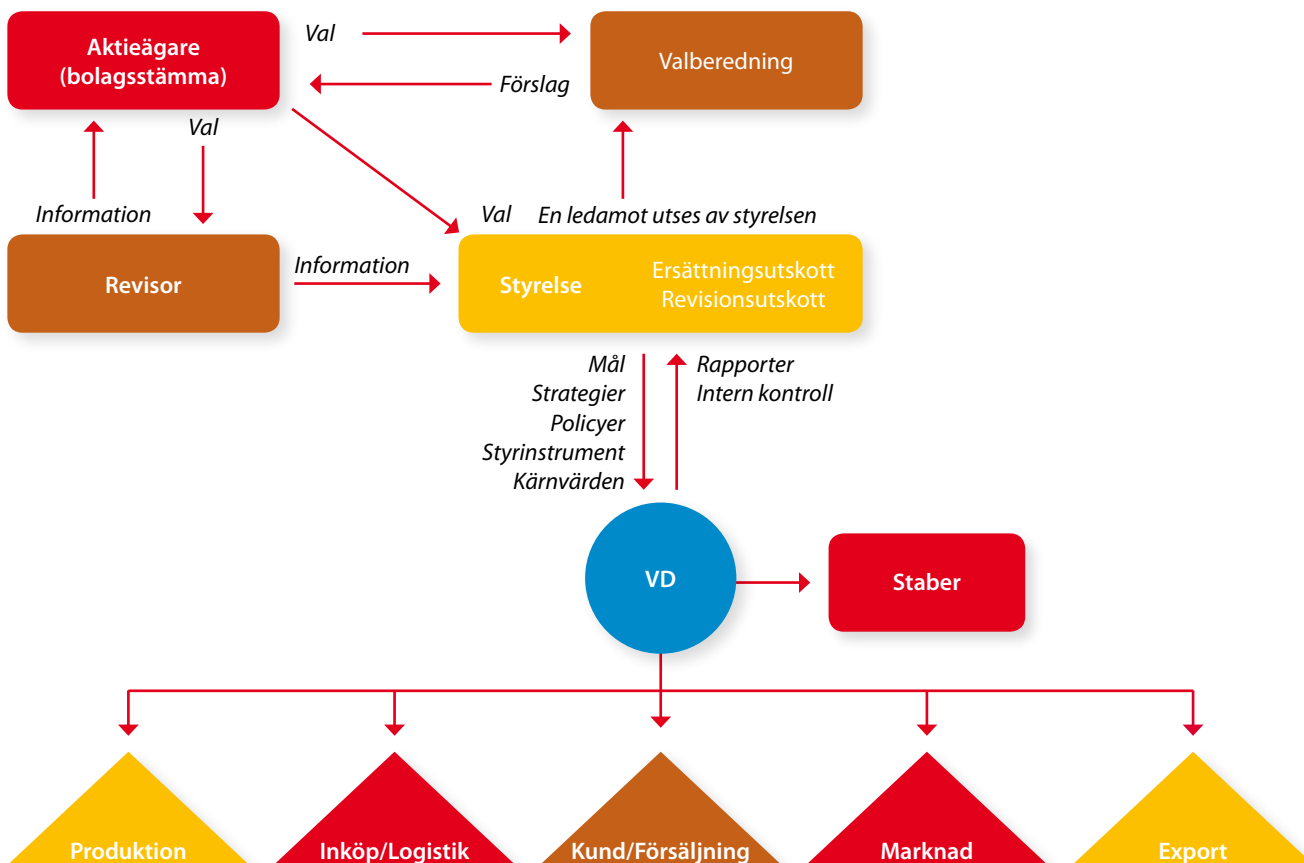 Aktieägare
(bolagsstämma)
Val
Valberedning
Förslag
Val
Information
Val
En ledamot utses av styrelsen
Revisor
Information
Styrelse
Ersättningsutskott
Revisionsutskott
Mål
Strategier
Policyer
Styrinstrument
Kärnvärden
Rapporter
Intern kontroll
VD
Staber
Produktion
Inköp/Logistik
Kund/Försäljning
Marknad
Export